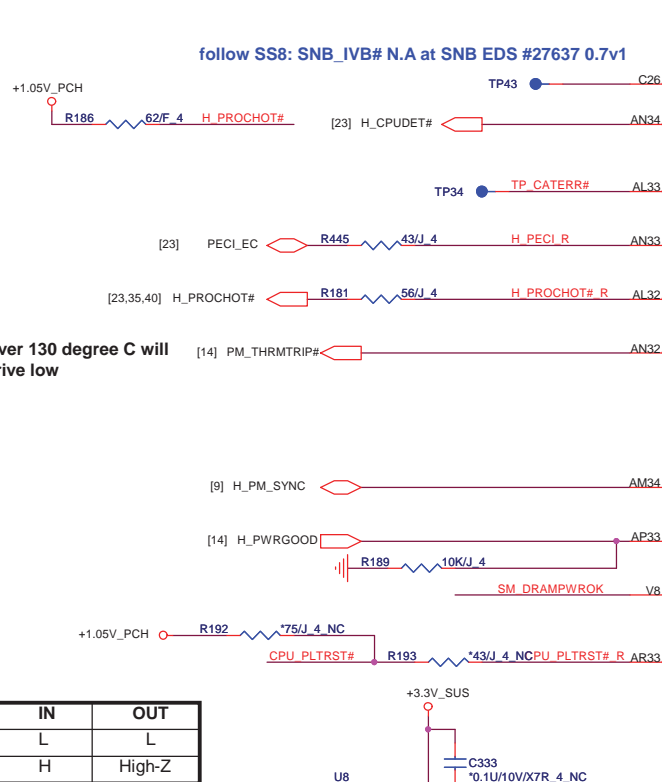 follow SS8: SNB_IVB# N.A at SNB EDS #27637 0.7v1
TP43 C26
+1.05V_PCH
R186 62/F_4 H_PROCHOT#
[23] H_CPUDET# AN34
TP34 TP_CATERR# AL33
[23] PECI_EC R445 43/J_4 H_PECI_R AN33
[23,35,40] H_PROCHOT# R181 56/J_4 H_PROCHOT#_R AL32
ver 130 degree C will
rive low
[14] PM_THRMTRIP# AN32
[9] H_PM_SYNC AM34
[14] H_PWRGOOD AP33
R189 10K/J_4
SM_DRAMPWROK V8
+1.05V_PCH R192 *75/J_4_NC
CPU_PLTRST# R193 *43/J_4_NC PU_PLTRST#_R AR33
+3.3V_SUS
IN OUT
L L
H High-Z
C333
U8 *0.1U/10V/X7R_4_NC